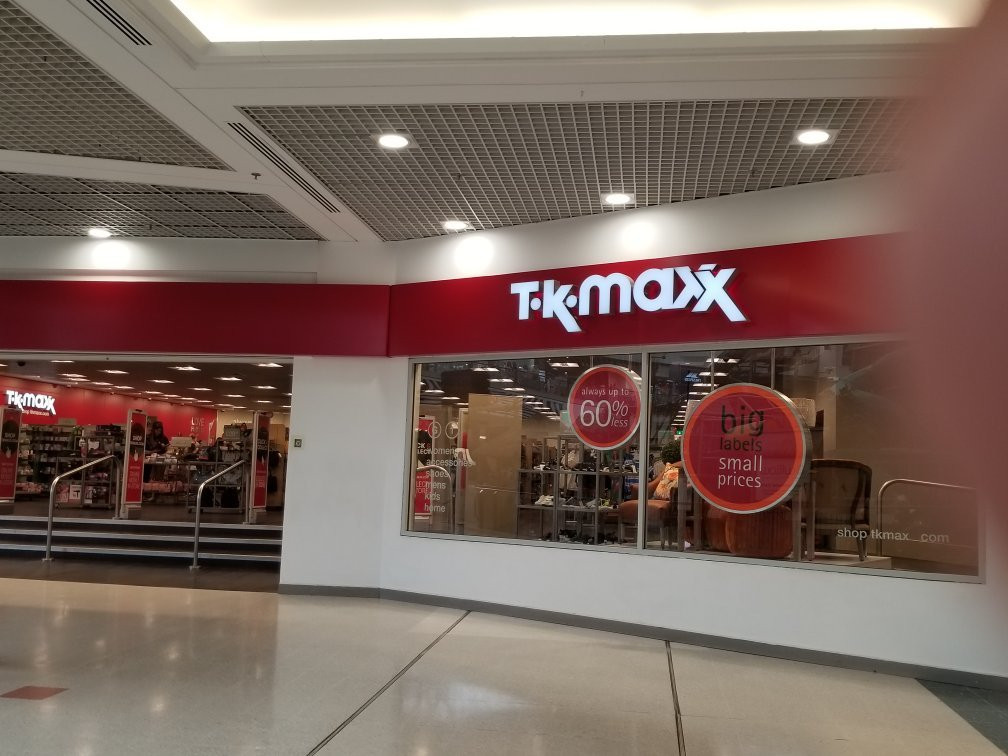 T·K·maxx
T·K·maxx
always up to
60%
less
big
labels
small
prices
women
accessories
shoes
mens
kids
home
shop tkmax com